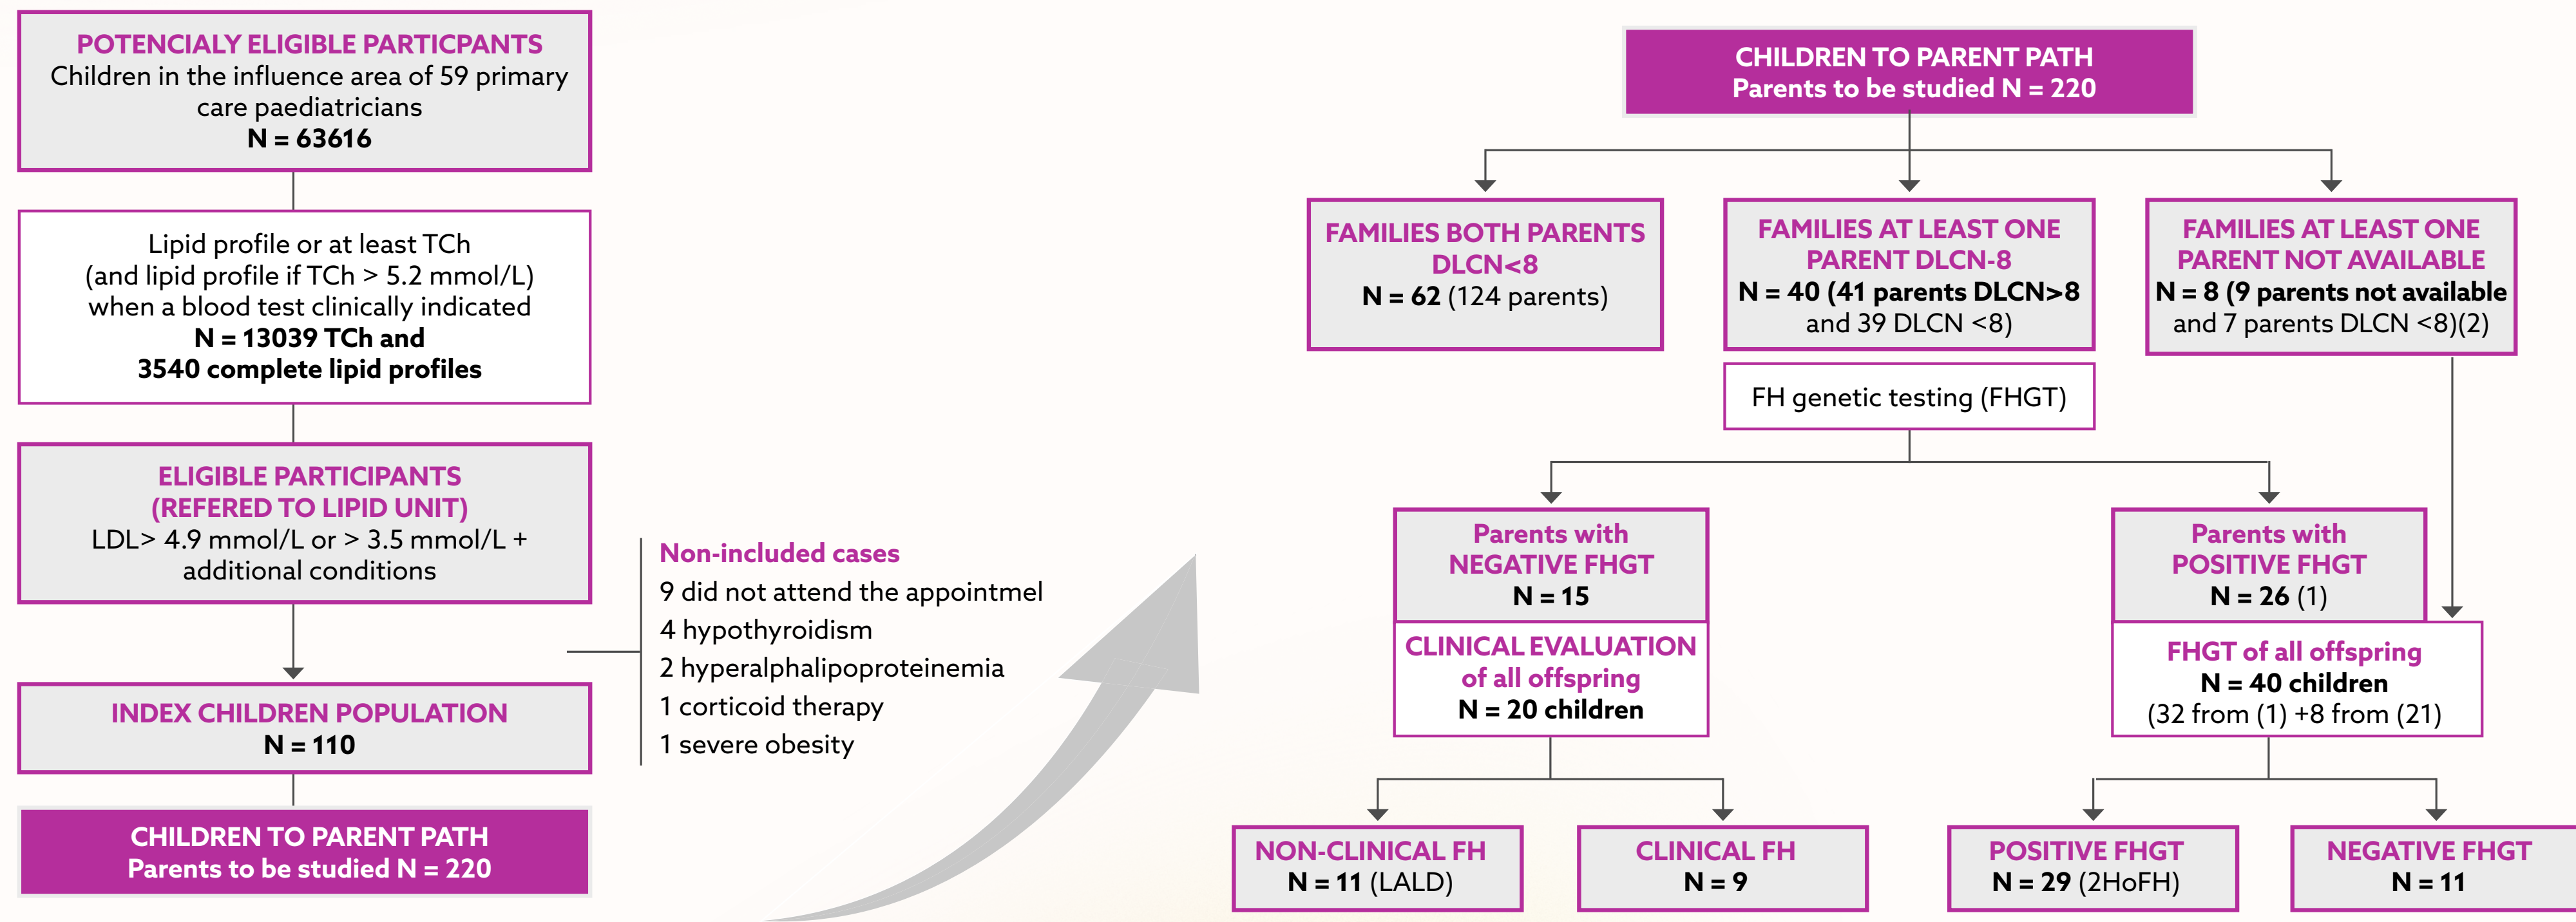 POTENCIALY ELIGIBLE PARTICPANTS
Children in the influence area of 59 primary
care paediatricians
N = 63616
Lipid profile or at least TCh
(and lipid profile if TCh > 5.2 mmol/L)
when a blood test clinically indicated
N = 13039 TCh and
3540 complete lipid profiles
ELIGIBLE PARTICIPANTS
(REFERED TO LIPID UNIT)
LDL> 4.9 mmol/L or > 3.5 mmol/L +
additional conditions
Non-included cases
9 did not attend the appointmel
4 hypothyroidism
2 hyperalphalipoproteinemia
1 corticoid therapy
1 severe obesity
INDEX CHILDREN POPULATION
N = 110
CHILDREN TO PARENT PATH
Parents to be studied N = 220
CHILDREN TO PARENT PATH
Parents to be studied N = 220
FAMILIES BOTH PARENTS
DLCN<8
N = 62 (124 parents)
FAMILIES AT LEAST ONE
PARENT DLCN-8
N = 40 (41 parents DLCN>8
and 39 DLCN <8)
FAMILIES AT LEAST ONE
PARENT NOT AVAILABLE
N = 8 (9 parents not available
and 7 parents DLCN <8)(2)
FH genetic testing (FHGT)
Parents with
NEGATIVE FHGT
N = 15
CLINICAL EVALUATION
of all offspring
N = 20 children
Parents with
POSITIVE FHGT
N = 26 (1)
FHGT of all offspring
N = 40 children
(32 from (1) +8 from (21)
NON-CLINICAL FH
N = 11 (LALD)
CLINICAL FH
N = 9
POSITIVE FHGT
N = 29 (2HoFH)
NEGATIVE FHGT
N = 11